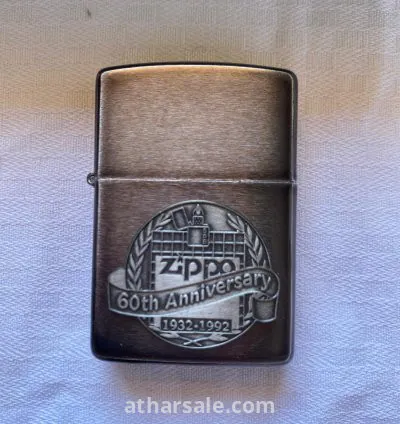 Zippo
60th Anniversary
1932-1992
atharsale.com